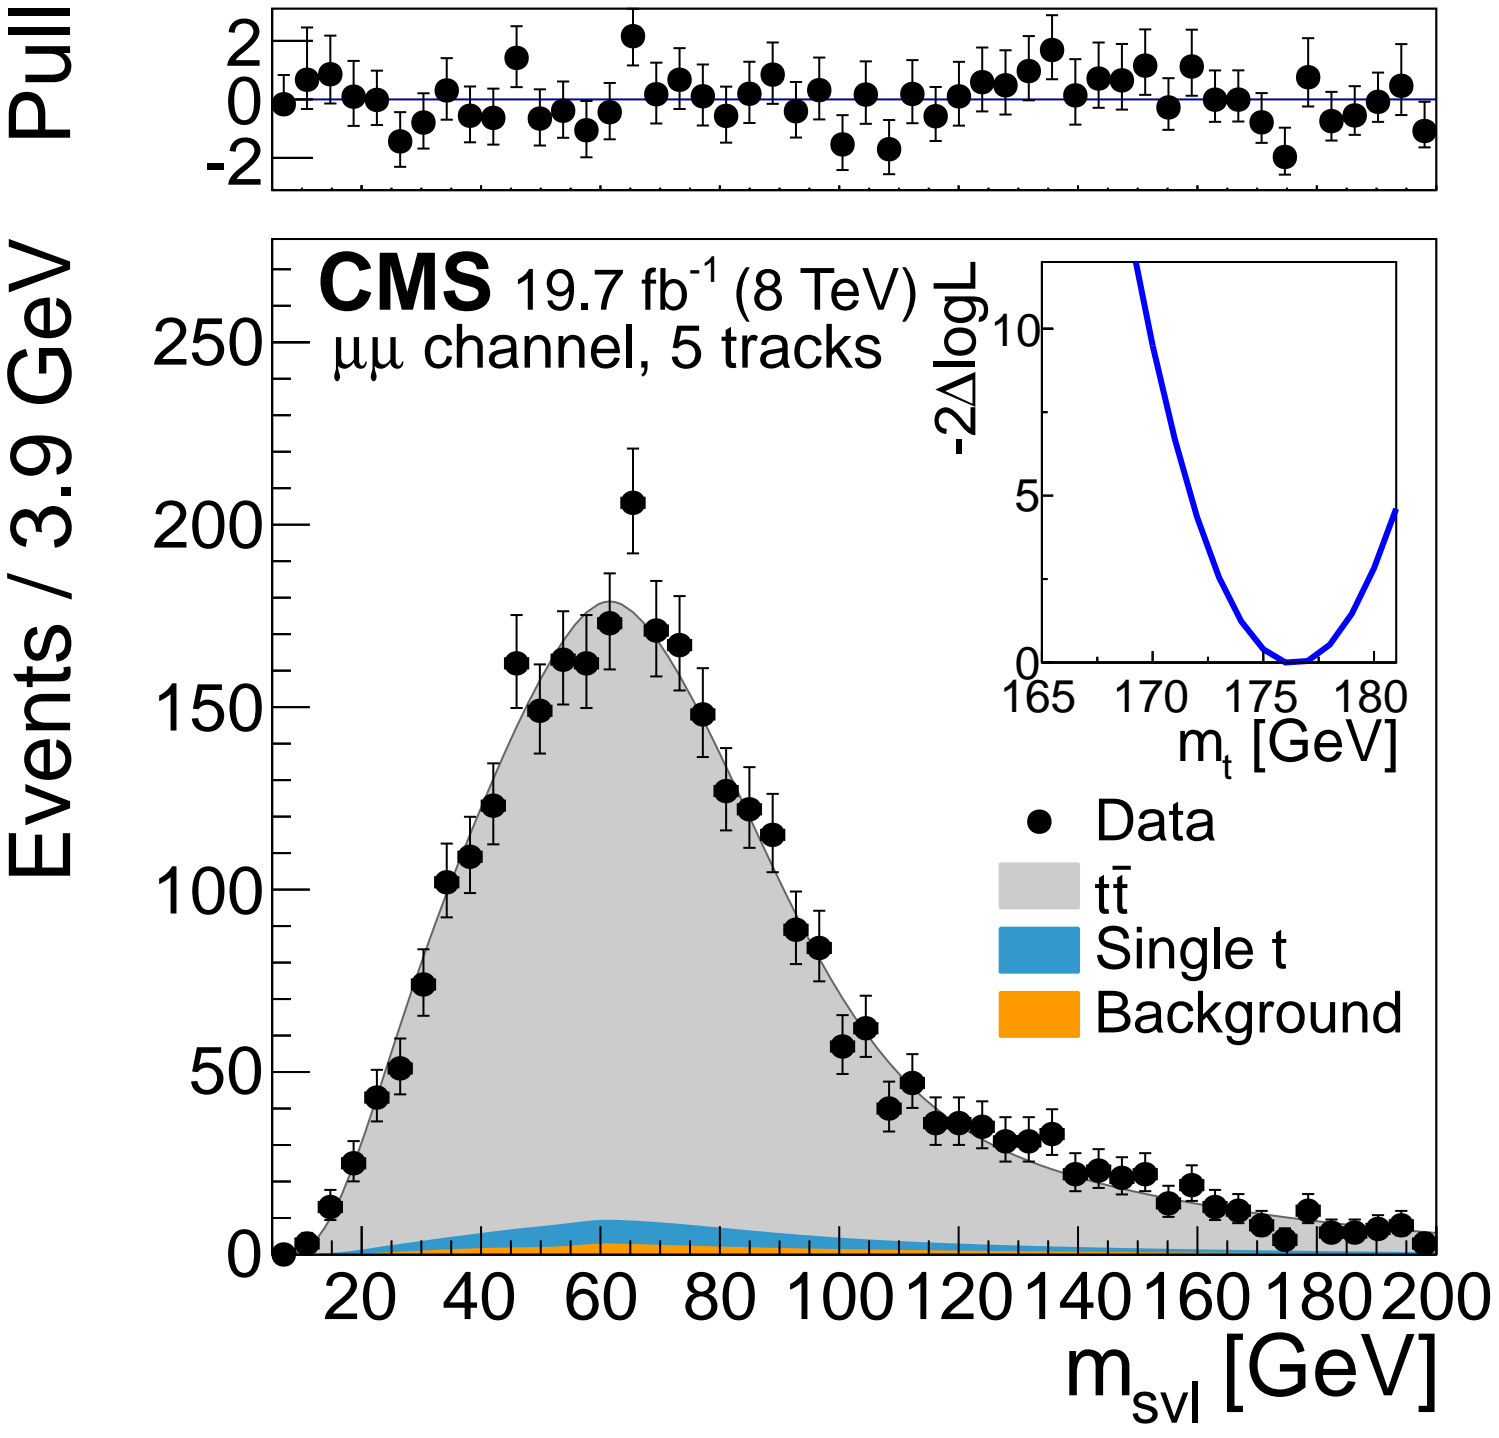 Pull
2
0
-2
Events / 3.9 GeV
CMS 19.7 fb⁻¹ (8 TeV)
μμ channel, 5 tracks
250
200
150
100
50
0
-2ΔlogL
10
5
0
165 170 175 180
mₜ [GeV]
Data
tt̄
Single t
Background
20 40 60 80 100 120 140 160 180 200
m_svl [GeV]